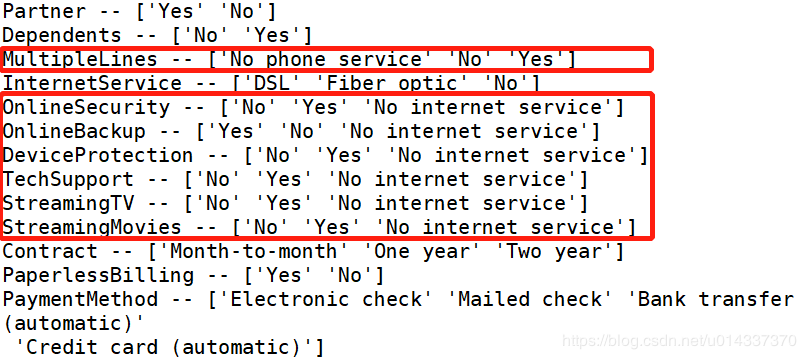 Partner -- ['Yes' 'No']
Dependents -- ['No' 'Yes']
MultipleLines -- ['No phone service' 'No' 'Yes']
InternetService -- ['DSL' 'Fiber optic' 'No']
OnlineSecurity -- ['No' 'Yes' 'No internet service']
OnlineBackup -- ['Yes' 'No' 'No internet service']
DeviceProtection -- ['No' 'Yes' 'No internet service']
TechSupport -- ['No' 'Yes' 'No internet service']
StreamingTV -- ['No' 'Yes' 'No internet service']
StreamingMovies -- ['No' 'Yes' 'No internet service']
Contract -- ['Month-to-month' 'One year' 'Two year']
PaperlessBilling -- ['Yes' 'No']
PaymentMethod -- ['Electronic check' 'Mailed check' 'Bank transfer
(automatic)'
 'Credit card (automatic)']
https://blog.csdn.net/u014337370